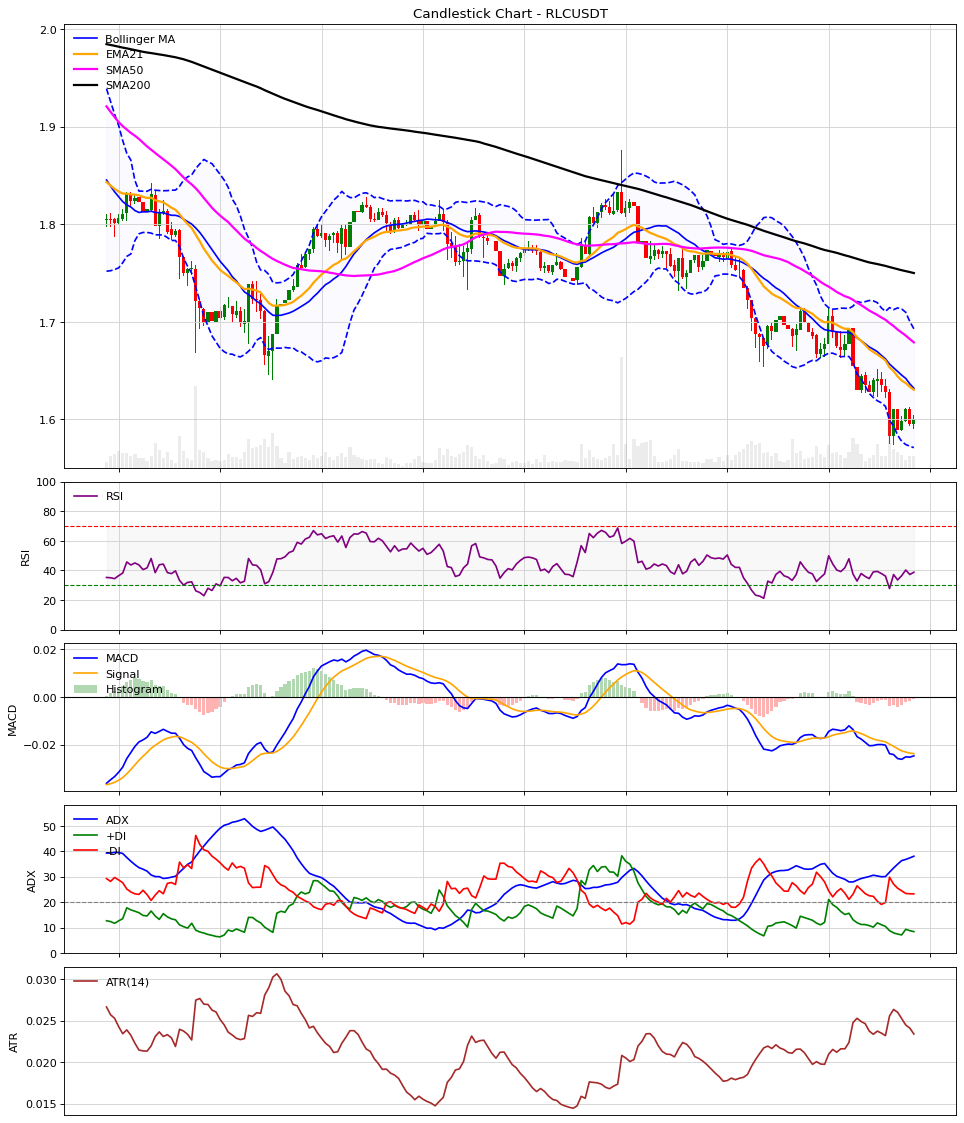 Candlestick Chart - RLCUSDT
Bollinger MA
EMA21
SMA50
SMA200
2.0
1.9
1.8
1.7
1.6
RSI
RSI
100
80
60
40
20
0
MACD
Signal
Histogram
MACD
0.02
0.00
−0.02
ADX
+DI
-DI
ADX
50
40
30
20
10
0
ATR(14)
ATR
0.030
0.025
0.020
0.015